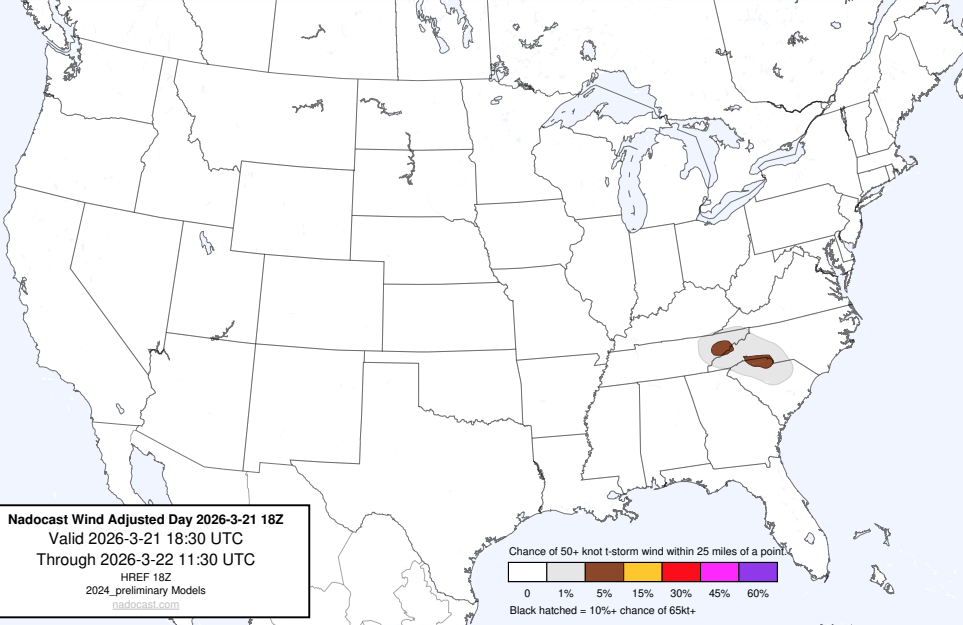 Nadocast Wind Adjusted Day 2026-3-21 18Z
Valid 2026-3-21 18:30 UTC
Through 2026-3-22 11:30 UTC
HREF 18Z
2024_preliminary Models
nadocast.com
Chance of 50+ knot t-storm wind within 25 miles of a point.
0 1% 5% 15% 30% 45% 60%
Black hatched = 10%+ chance of 65kt+